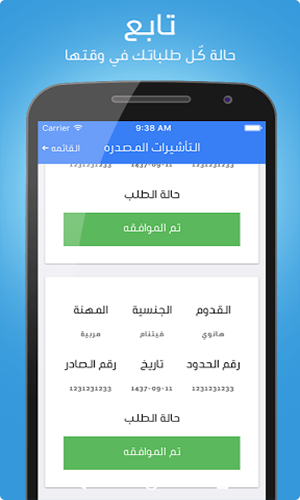 تابع
حالة كُل طلباتك في وقتها
Carrier 9:38 AM
التأشيرات المصدره القائمه
1231231233 1437-09-11 1231231233
حالة الطلب
تم الموافقه
القدوم الجنسية المهنة
هانوي فيتنام مربية
رقم الحدود تاريخ رقم الصادر
1231231233 1437-09-11 1231231233
حالة الطلب
تم الموافقه